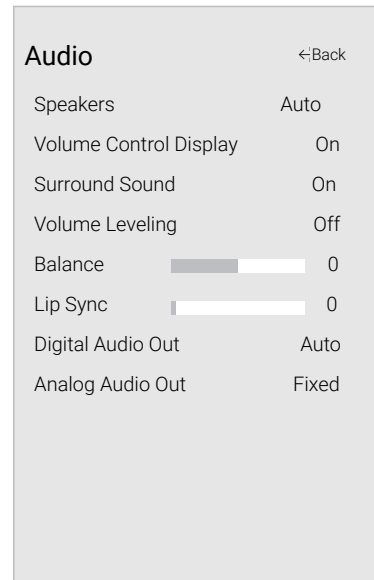 Audio ←Back
Speakers Auto
Volume Control Display On
Surround Sound On
Volume Leveling Off
Balance 0
Lip Sync 0
Digital Audio Out Auto
Analog Audio Out Fixed